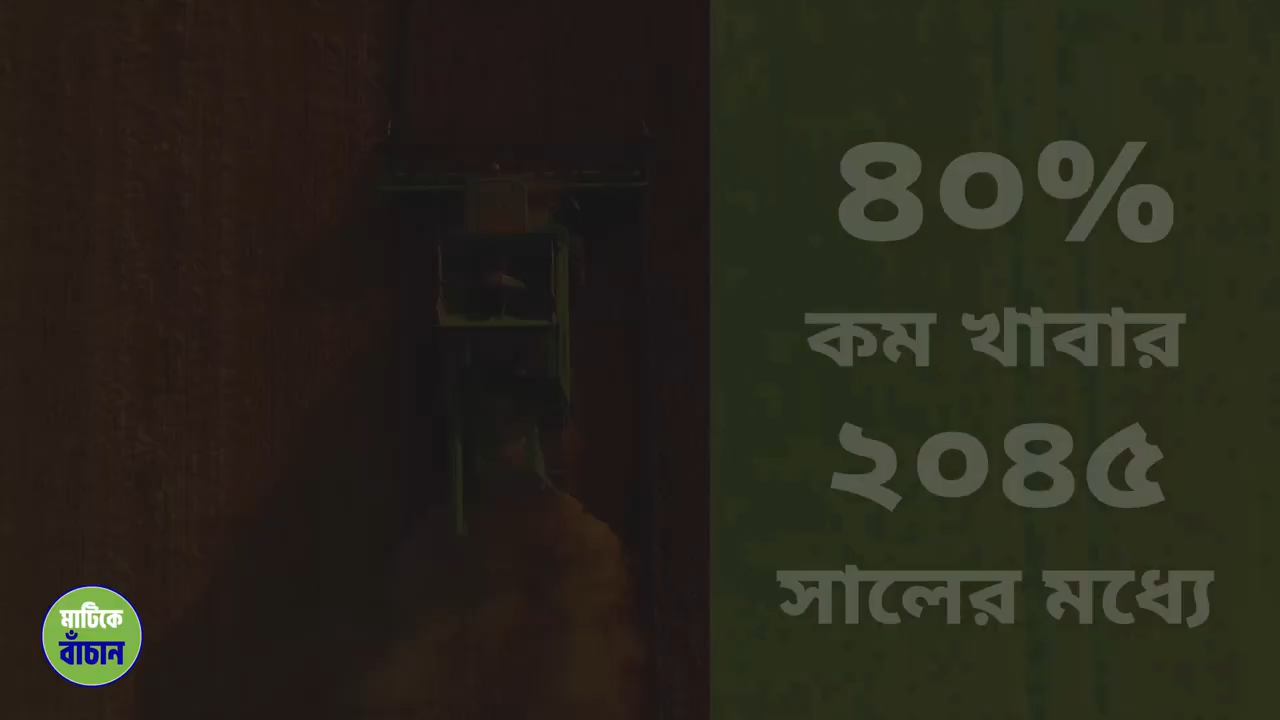 ৪০%
কম খাবার
২০৪৫
সালের মধ্যে
মাটিকে
বাঁচান